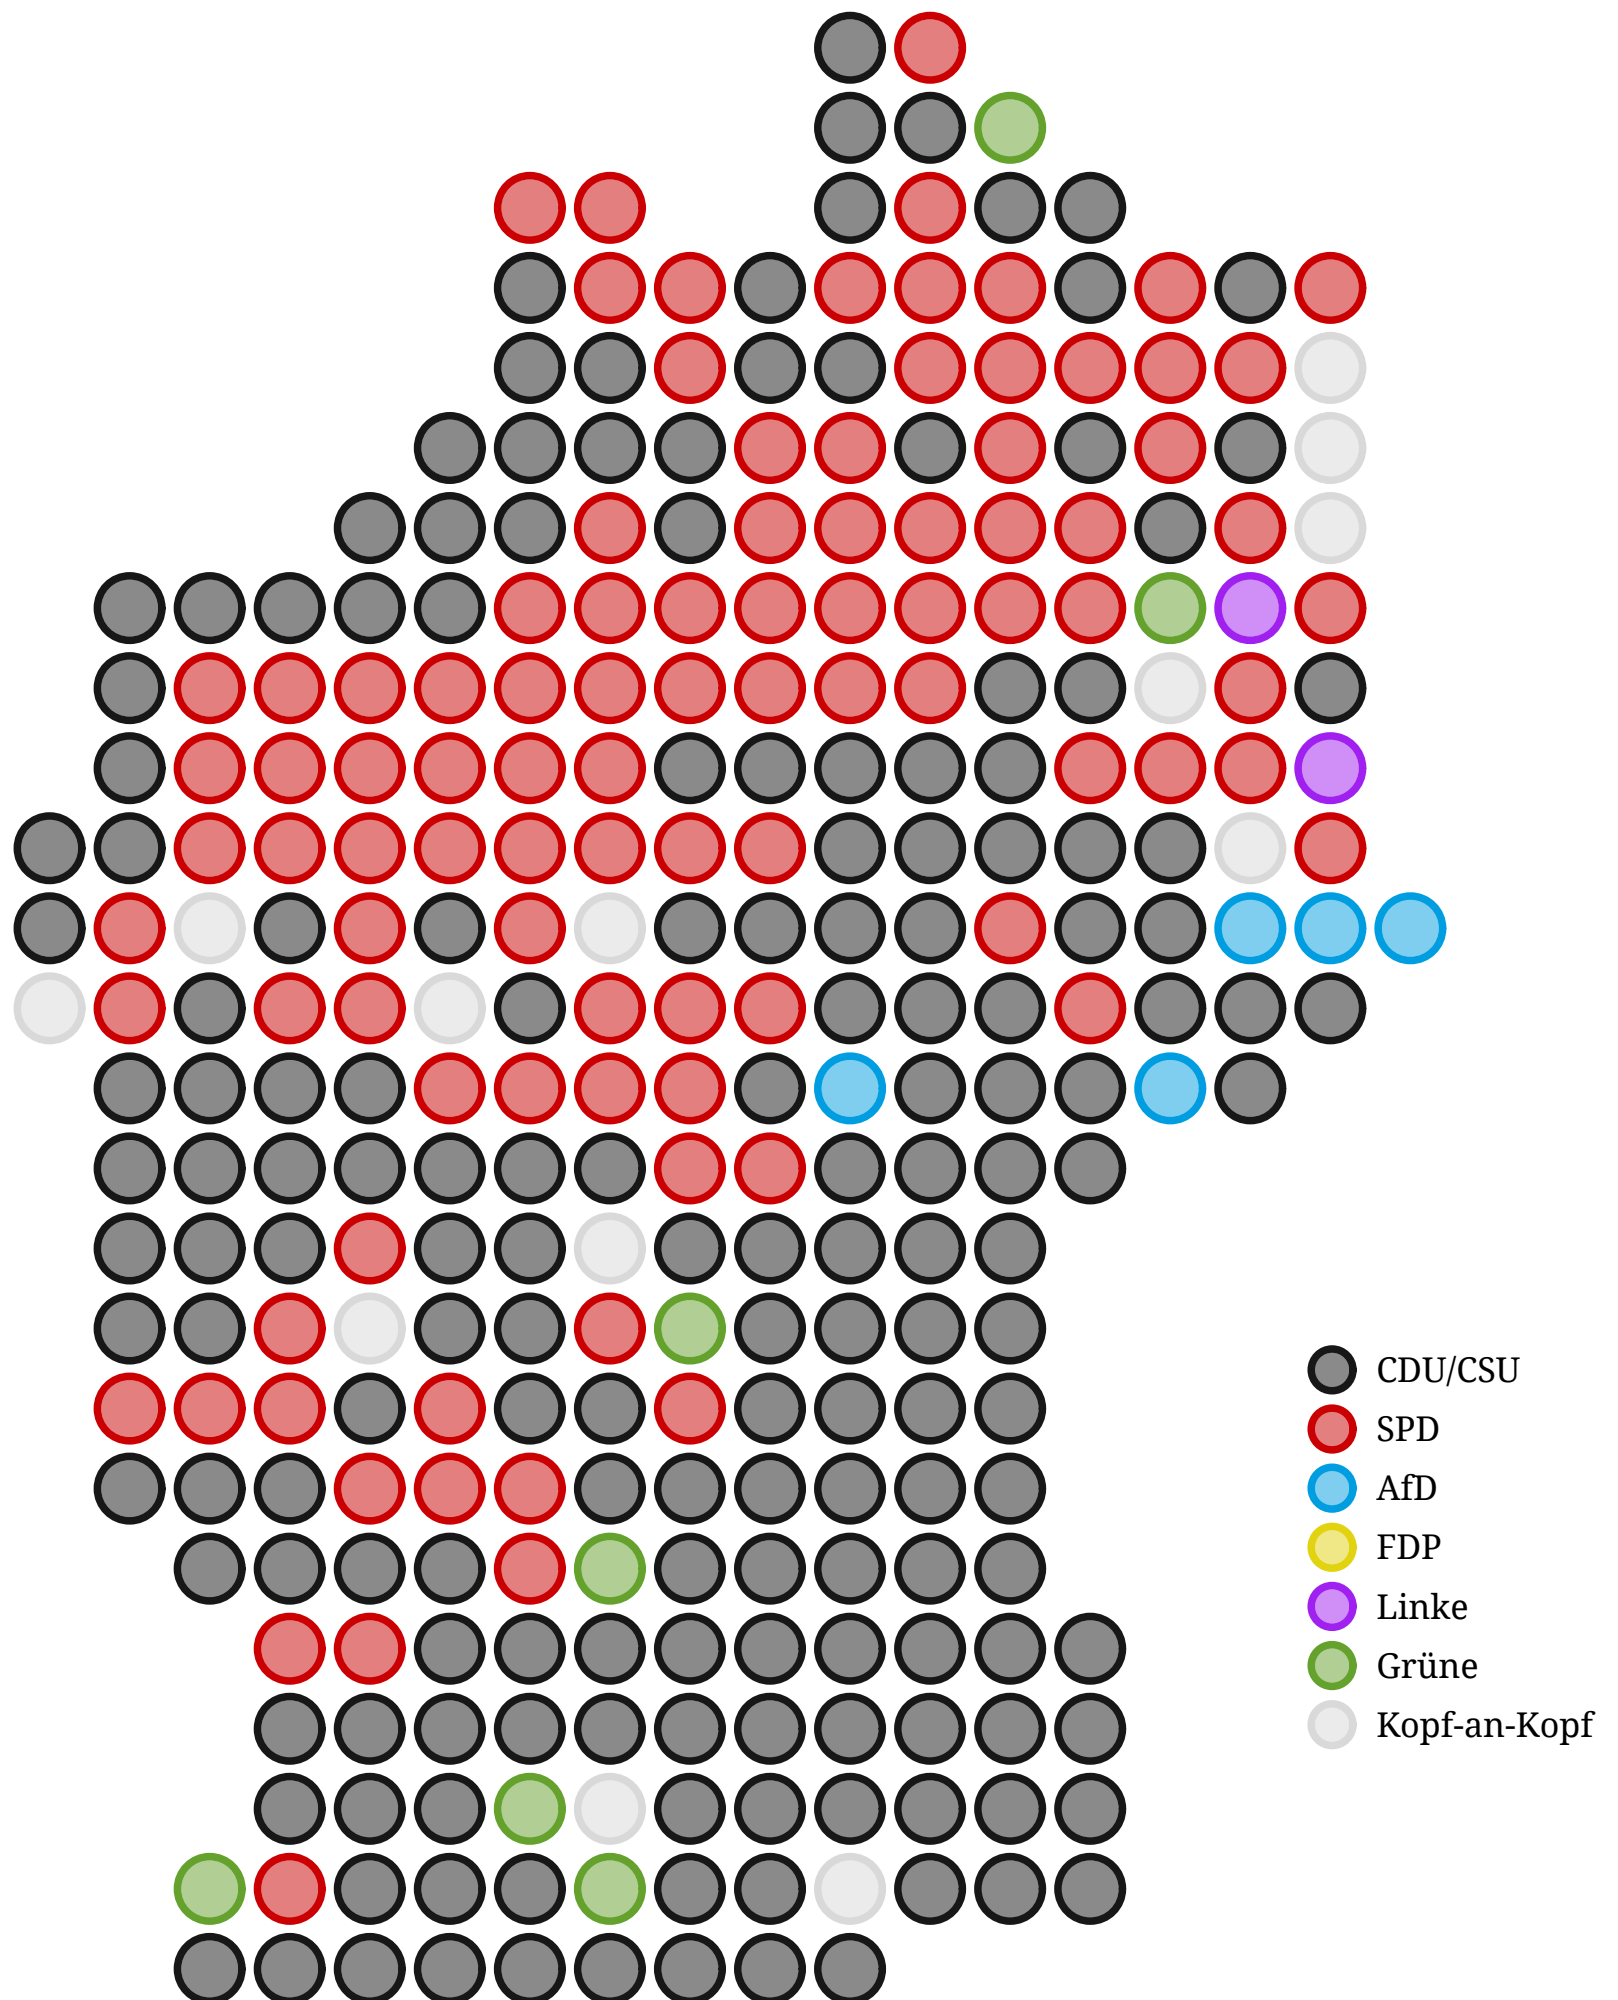 CDU/CSU
SPD
AfD
FDP
Linke
Grüne
Kopf-an-Kopf